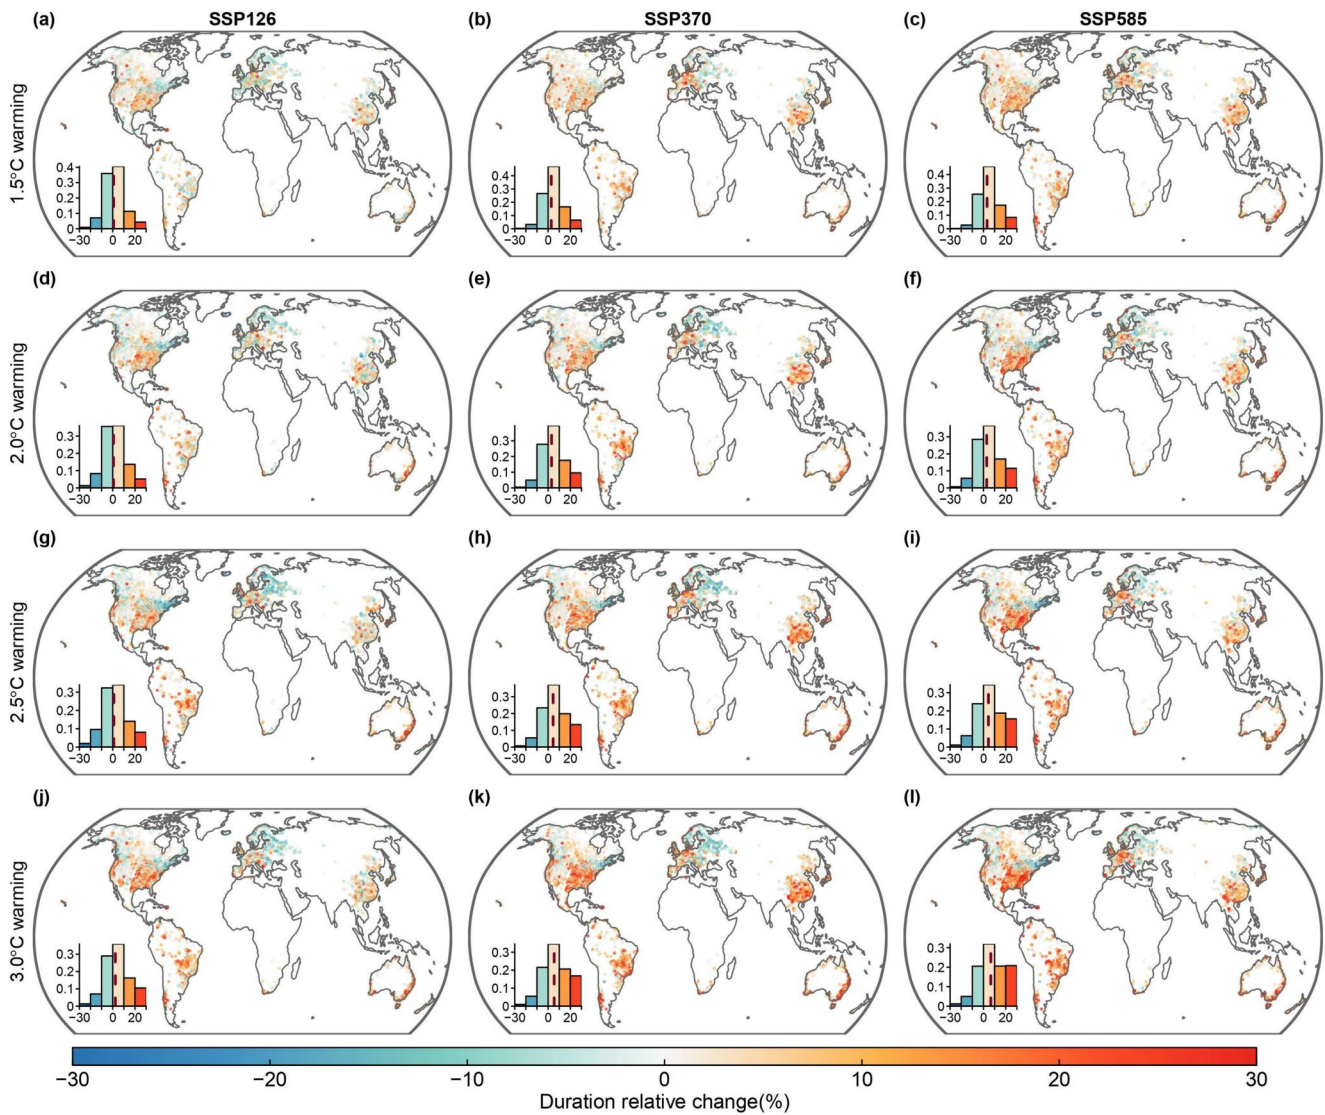 SSP126 SSP370 SSP585
(a) (b) (c)
1.5°C warming
0.4 0.4 0.4
0.3 0.3 0.3
0.2 0.2 0.2
0.1 0.1 0.1
0 0 0
−30 0 20 −30 0 20 −30 0 20
(d) (e) (f)
2.0°C warming
0.3 0.3 0.3
0.2 0.2 0.2
0.1 0.1 0.1
0 0 0
−30 0 20 −30 0 20 −30 0 20
(g) (h) (i)
2.5°C warming
0.3 0.3 0.3
0.2 0.2 0.2
0.1 0.1 0.1
0 0 0
−30 0 20 −30 0 20 −30 0 20
(j) (k) (l)
3.0°C warming
0.3 0.3 0.3
0.2 0.2 0.2
0.1 0.1 0.1
0 0 0
−30 0 20 −30 0 20 −30 0 20
−30 −20 −10 0 10 20 30
Duration relative change(%)